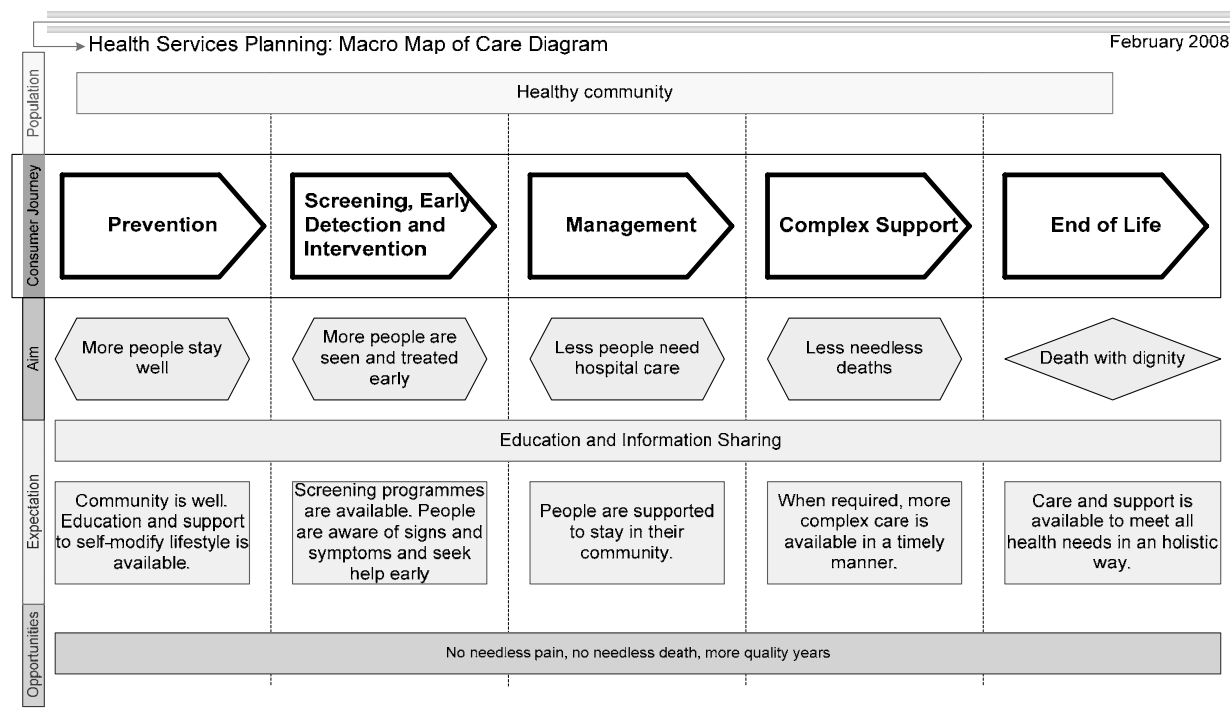 Health Services Planning: Macro Map of Care Diagram
February 2008
Population
Healthy community
Consumer Journey
Prevention
Screening, Early
Detection and
Intervention
Management
Complex Support
End of Life
Aim
More people stay
well
More people are
seen and treated
early
Less people need
hospital care
Less needless
deaths
Death with dignity
Expectation
Education and Information Sharing
Community is well.
Education and support
to self-modify lifestyle is
available.
Screening programmes
are available. People
are aware of signs and
symptoms and seek
help early
People are supported
to stay in their
community.
When required, more
complex care is
available in a timely
manner.
Care and support is
available to meet all
health needs in an holistic
way.
Opportunities
No needless pain, no needless death, more quality years